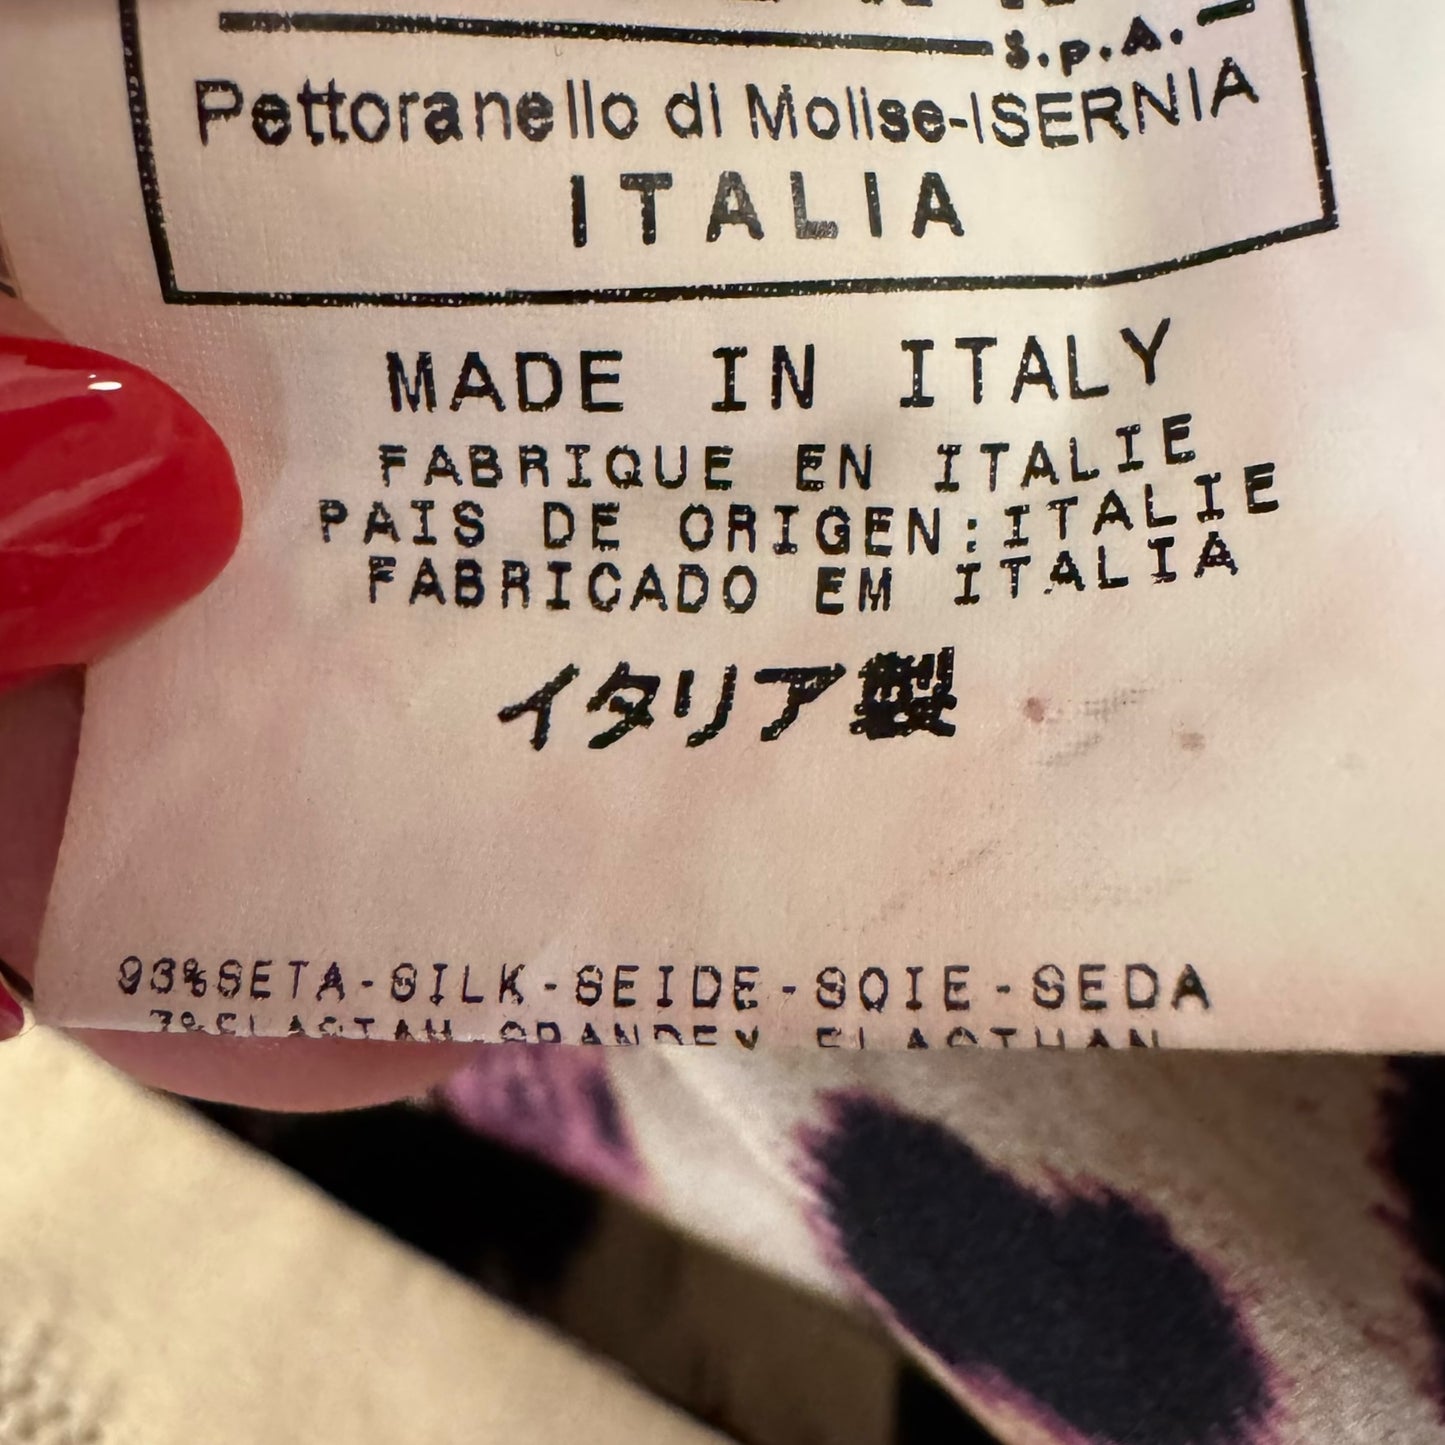 S.p.A.
Pettoranello di Molise-ISERNIA
ITALIA
MADE IN ITALY
FABRIQUE EN ITALIE
PAIS DE ORIGEN:ITALIE
FABRICADO EM ITALIA
イタリア製
93%SETA-SILK-SEIDE-SOIE-SEDA